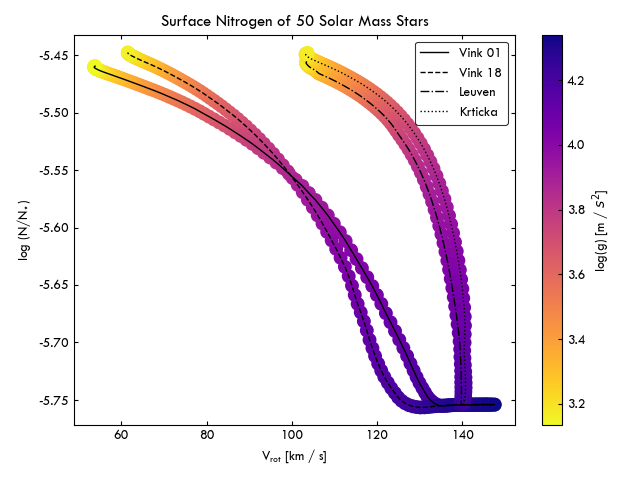 Surface Nitrogen of 50 Solar Mass Stars
Vink 01
Vink 18
Leuven
Krticka
log (N/N*)
-5.45
-5.50
-5.55
-5.60
-5.65
-5.70
-5.75
60
80
100
120
140
V_rot [km / s]
4.2
4.0
3.8
3.6
3.4
3.2
log(g) [m / s²]